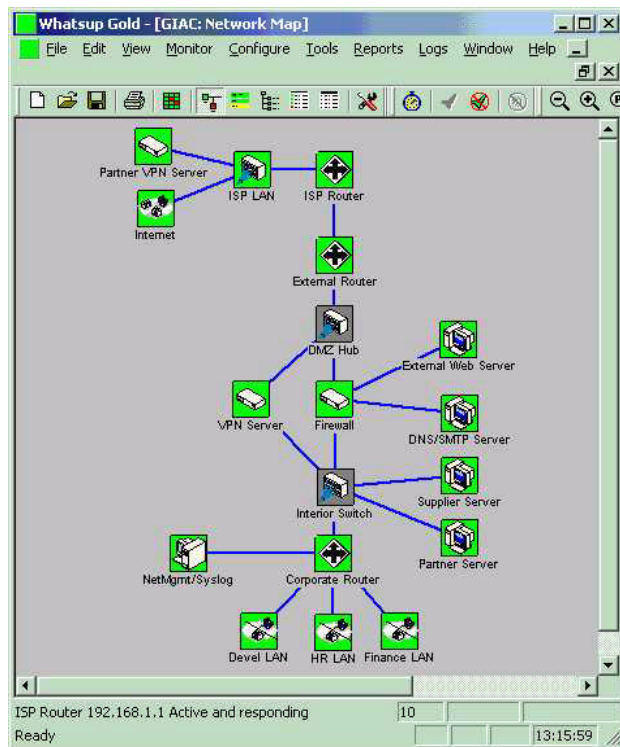 Whatsup Gold - [GIAC: Network Map]
File Edit View Monitor Configure Tools Reports Logs Window Help
Partner VPN Server
ISP LAN
ISP Router
Internet
External Router
DMZ Hub
External Web Server
VPN Server
Firewall
DNS/SMTP Server
Supplier Server
Interior Switch
Partner Server
NetMgmt/Syslog
Corporate Router
Devel LAN
HR LAN
Finance LAN
ISP Router 192.168.1.1 Active and responding
10
Ready
13:15:59